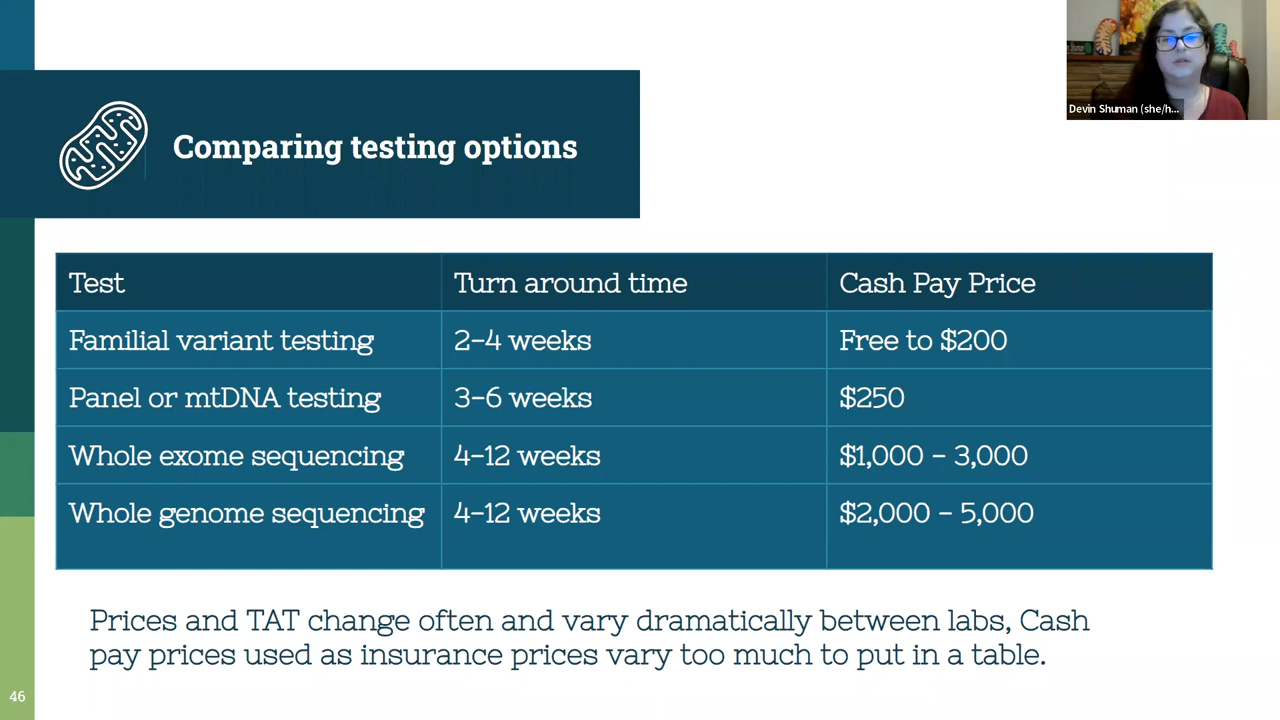 Devin Shuman (she/h...
Comparing testing options
Test Turn around time Cash Pay Price
Familial variant testing 2-4 weeks Free to $200
Panel or mtDNA testing 3-6 weeks $250
Whole exome sequencing 4-12 weeks $1,000 - 3,000
Whole genome sequencing 4-12 weeks $2,000 - 5,000
Prices and TAT change often and vary dramatically between labs, Cash
pay prices used as insurance prices vary too much to put in a table.
46